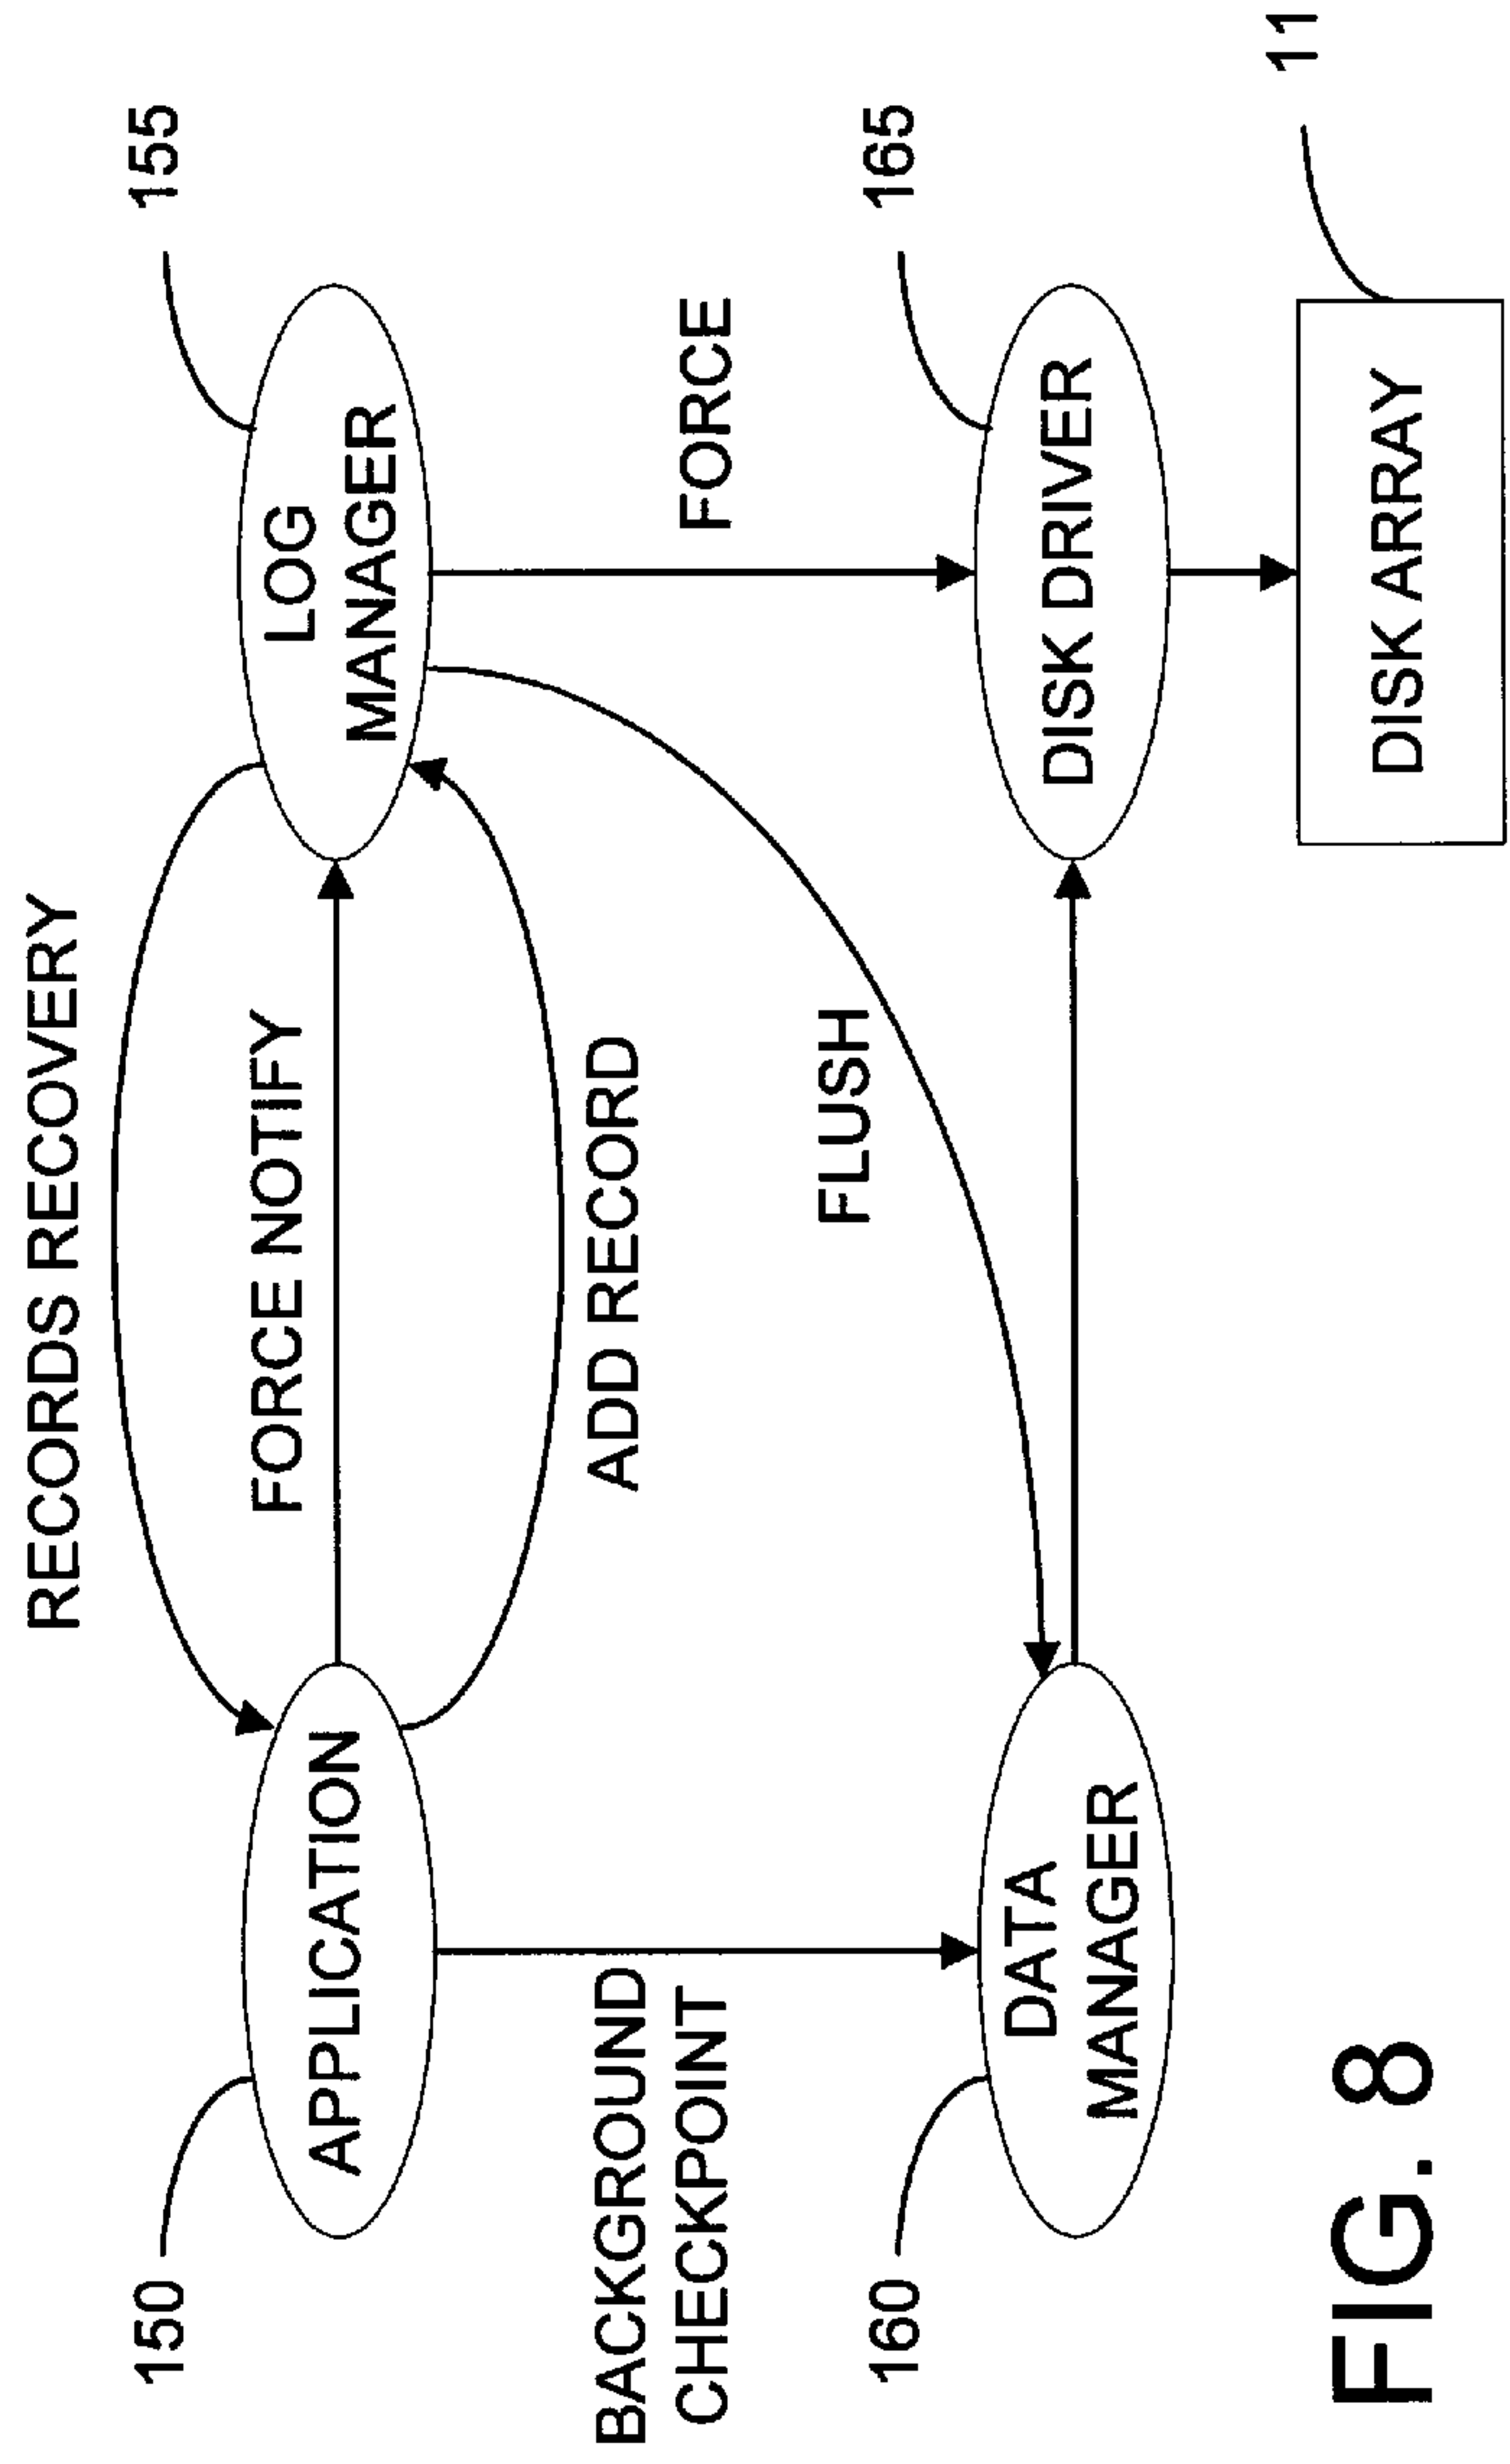 RECORDS RECOVERY
150
155
APPLICATION
FORCE NOTIFY
LOG
MANAGER
ADD RECORD
BACKGROUND
CHECKPOINT
FORCE
FLUSH
160
165
DATA
MANAGER
DISK DRIVER
11
DISK ARRAY
FIG. 8